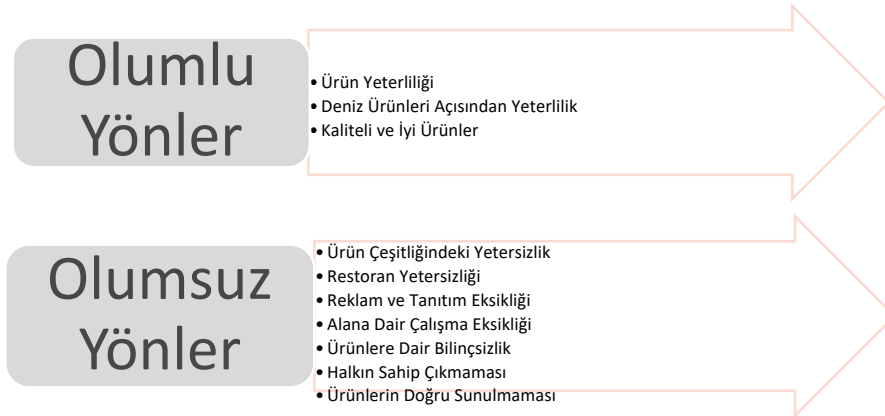 Olumlu
Yönler
• Ürün Yeterliliği
• Deniz Ürünleri Açısından Yeterlilik
• Kaliteli ve İyi Ürünler
Olumsuz
Yönler
• Ürün Çeşitliğindeki Yetersizlik
• Restoran Yetersizliği
• Reklam ve Tanıtım Eksikliği
• Alana Dair Çalışma Eksikliği
• Ürünlere Dair Bilinçsizlik
• Halkın Sahip Çıkmaması
• Ürünlerin Doğru Sunulmaması